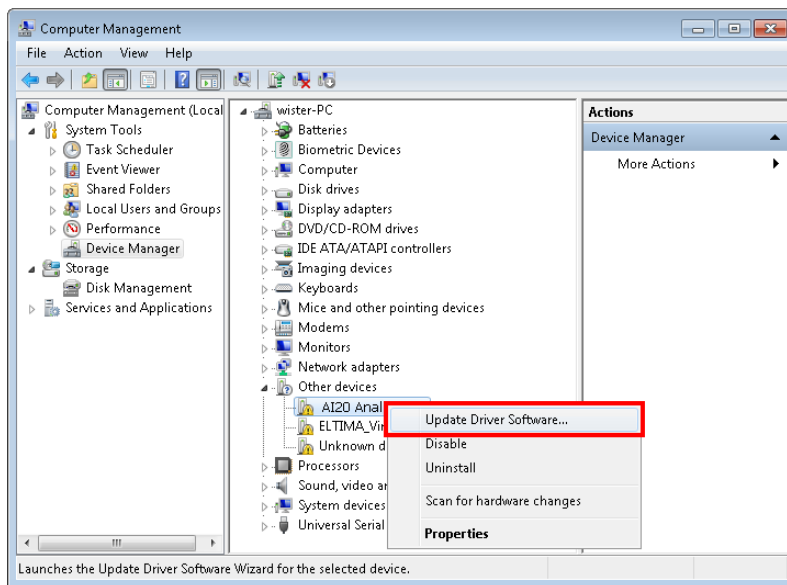 Computer Management
File Action View Help
Computer Management (Local
System Tools
Task Scheduler
Event Viewer
Shared Folders
Local Users and Groups
Performance
Device Manager
Storage
Disk Management
Services and Applications
wister-PC
Batteries
Biometric Devices
Computer
Disk drives
Display adapters
DVD/CD-ROM drives
IDE ATA/ATAPI controllers
Imaging devices
Keyboards
Mice and other pointing devices
Modems
Monitors
Network adapters
Other devices
AI20 Anal
ELTIMA_Vir
Unknown d
Processors
Sound, video ar
System devices
Universal Serial
Update Driver Software...
Disable
Uninstall
Scan for hardware changes
Properties
Actions
Device Manager
More Actions
Launches the Update Driver Software Wizard for the selected device.